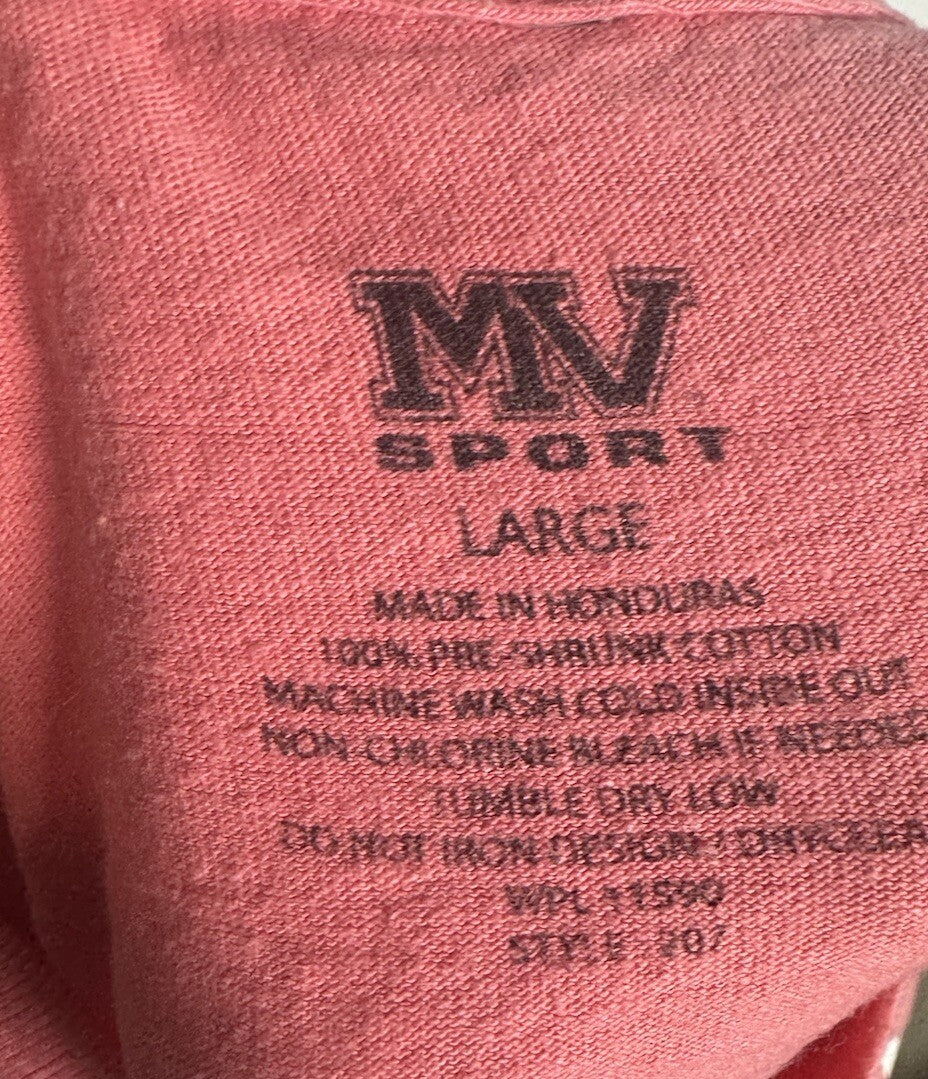 MV
SPORT
LARGE
MADE IN HONDURAS
100% PRE-SHRUNK COTTON
MACHINE WASH COLD INSIDE OUT
NON-CHLORINE BLEACH IF NEEDED
TUMBLE DRY LOW
DO NOT IRON DESIGN /
WPL 11590
STYLE